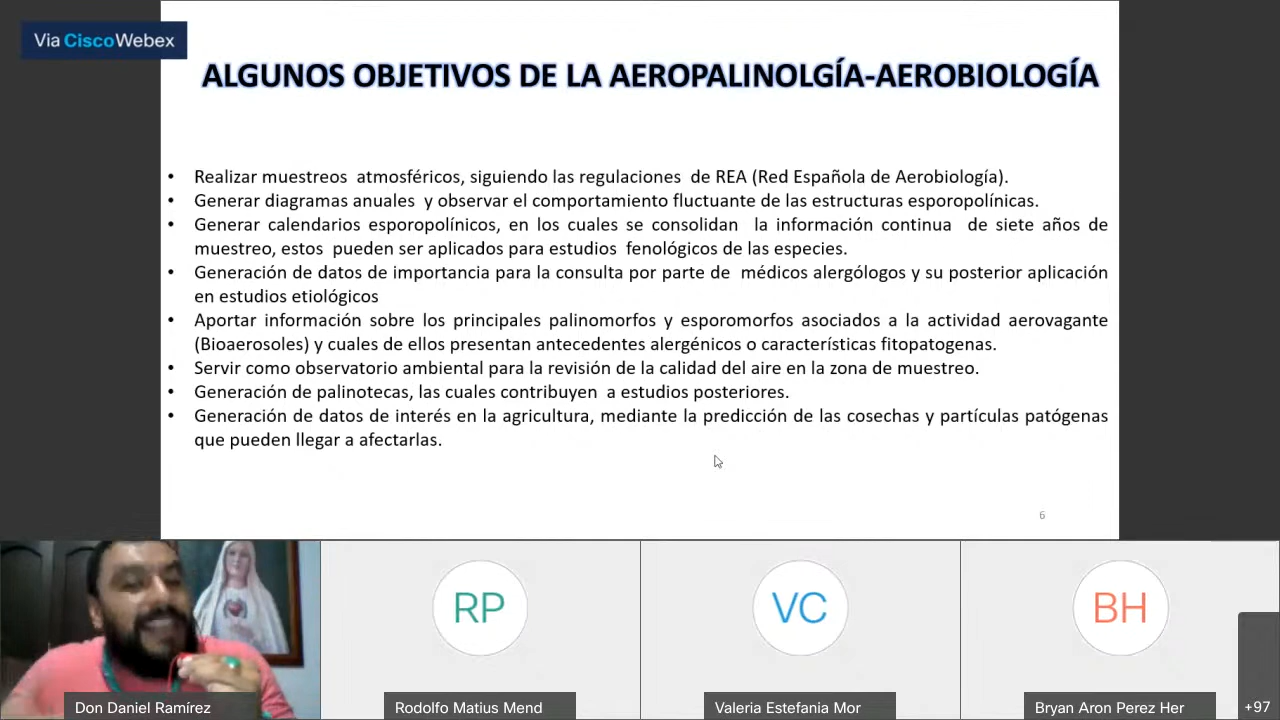 Via CiscoWebex
ALGUNOS OBJETIVOS DE LA AEROPALINOLGÍA-AEROBIOLOGÍA
• Realizar muestreos atmosféricos, siguiendo las regulaciones de REA (Red Española de Aerobiología).
• Generar diagramas anuales y observar el comportamiento fluctuante de las estructuras esporopolínicas.
• Generar calendarios esporopolínicos, en los cuales se consolidan la información continua de siete años de
muestreo, estos pueden ser aplicados para estudios fenológicos de las especies.
• Generación de datos de importancia para la consulta por parte de médicos alergólogos y su posterior aplicación
en estudios etiológicos
• Aportar información sobre los principales palinomorfos y esporomorfos asociados a la actividad aerovagante
(Bioaerosoles) y cuales de ellos presentan antecedentes alergénicos o características fitopatogenas.
• Servir como observatorio ambiental para la revisión de la calidad del aire en la zona de muestreo.
• Generación de palinotecas, las cuales contribuyen a estudios posteriores.
• Generación de datos de interés en la agricultura, mediante la predicción de las cosechas y partículas patógenas
que pueden llegar a afectarlas.
6
RP
VC
BH
Don Daniel Ramírez
Rodolfo Matius Mend
Valeria Estefania Mor
Bryan Aron Perez Her
+97